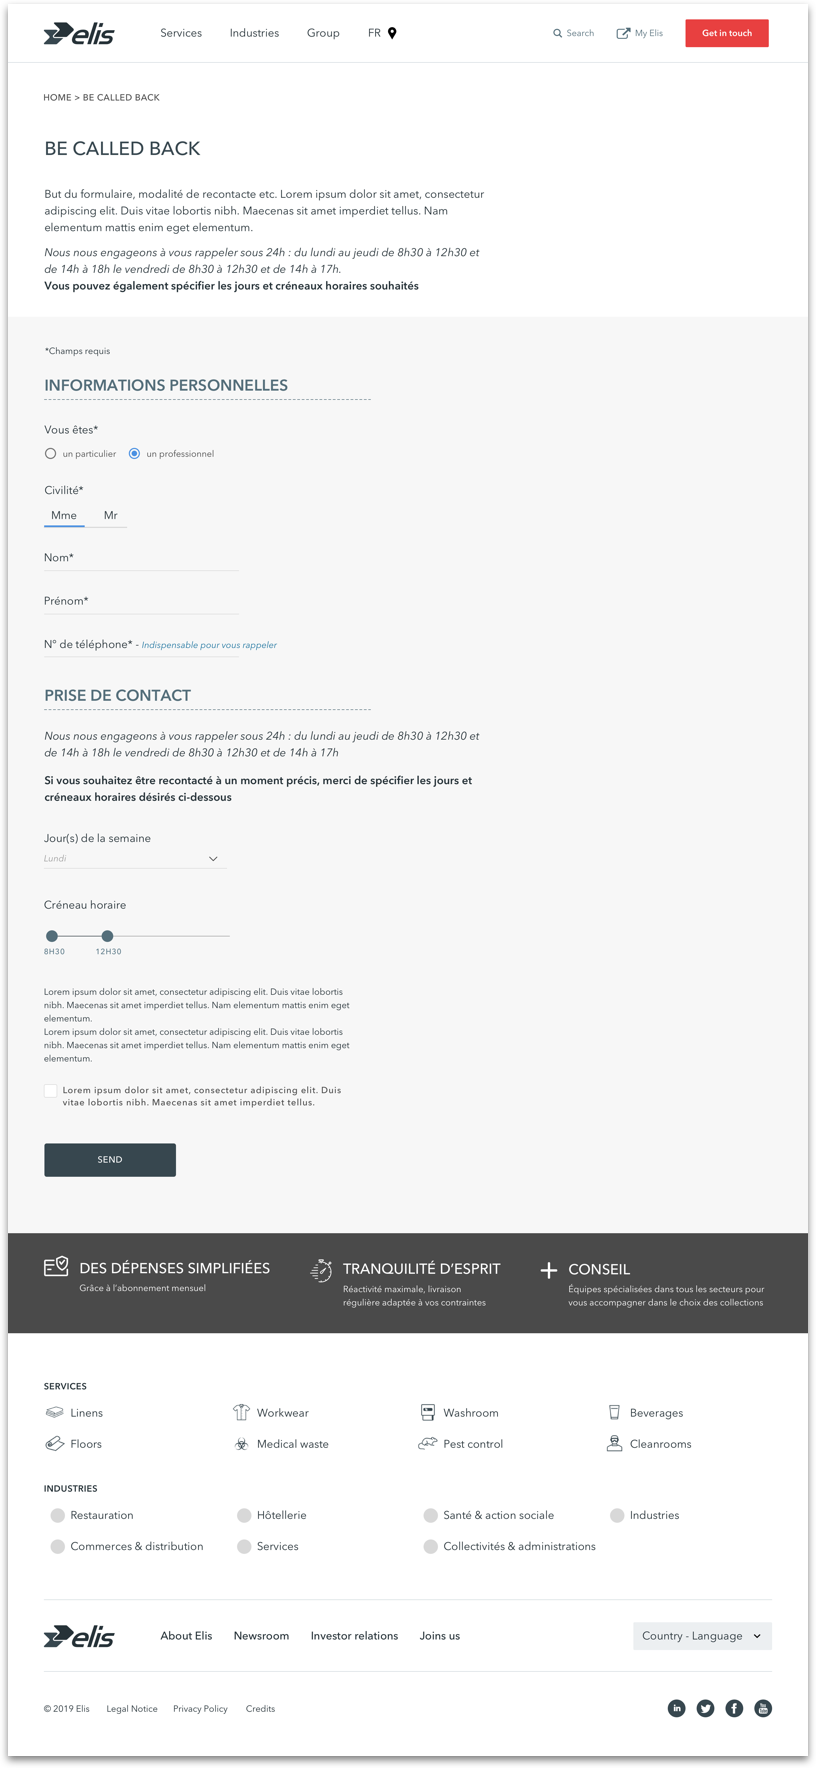 elis
Services Industries Group FR Search My Elis Get in touch
HOME > BE CALLED BACK
BE CALLED BACK
But du formulaire, modalité de recontacte etc. Lorem ipsum dolor sit amet, consectetur
adipiscing elit. Duis vitae lobortis nibh. Maecenas sit amet imperdiet tellus. Nam
elementum mattis enim eget elementum.
Nous nous engageons à vous rappeler sous 24h : du lundi au jeudi de 8h30 à 12h30 et
de 14h à 18h le vendredi de 8h30 à 12h30 et de 14h à 17h.
Vous pouvez également spécifier les jours et créneaux horaires souhaités
*Champs requis
INFORMATIONS PERSONNELLES
Vous êtes*
un particulier un professionnel
Civilité*
Mme Mr
Nom*
Prénom*
N° de téléphone* - Indispensable pour vous rappeler
PRISE DE CONTACT
Nous nous engageons à vous rappeler sous 24h : du lundi au jeudi de 8h30 à 12h30 et
de 14h à 18h le vendredi de 8h30 à 12h30 et de 14h à 17h
Si vous souhaitez être recontacté à un moment précis, merci de spécifier les jours et
créneaux horaires désirés ci-dessous
Jour(s) de la semaine
Lundi
Créneau horaire
8H30 12H30
Lorem ipsum dolor sit amet, consectetur adipiscing elit. Duis vitae lobortis
nibh. Maecenas sit amet imperdiet tellus. Nam elementum mattis enim eget
elementum.
Lorem ipsum dolor sit amet, consectetur adipiscing elit. Duis vitae lobortis
nibh. Maecenas sit amet imperdiet tellus. Nam elementum mattis enim eget
elementum.
Lorem ipsum dolor sit amet, consectetur adipiscing elit. Duis
vitae lobortis nibh. Maecenas sit amet imperdiet tellus.
SEND
DES DÉPENSES SIMPLIFIÉES
Grâce à l'abonnement mensuel
TRANQUILITÉ D'ESPRIT
Réactivité maximale, livraison
régulière adaptée à vos contraintes
CONSEIL
Équipes spécialisées dans tous les secteurs pour
vous accompagner dans le choix des collections
SERVICES
Linens Workwear Washroom Beverages
Floors Medical waste Pest control Cleanrooms
INDUSTRIES
Restauration Hôtellerie Santé & action sociale Industries
Commerces & distribution Services Collectivités & administrations
elis
About Elis Newsroom Investor relations Joins us Country - Language
© 2019 Elis Legal Notice Privacy Policy Credits in f You Tube